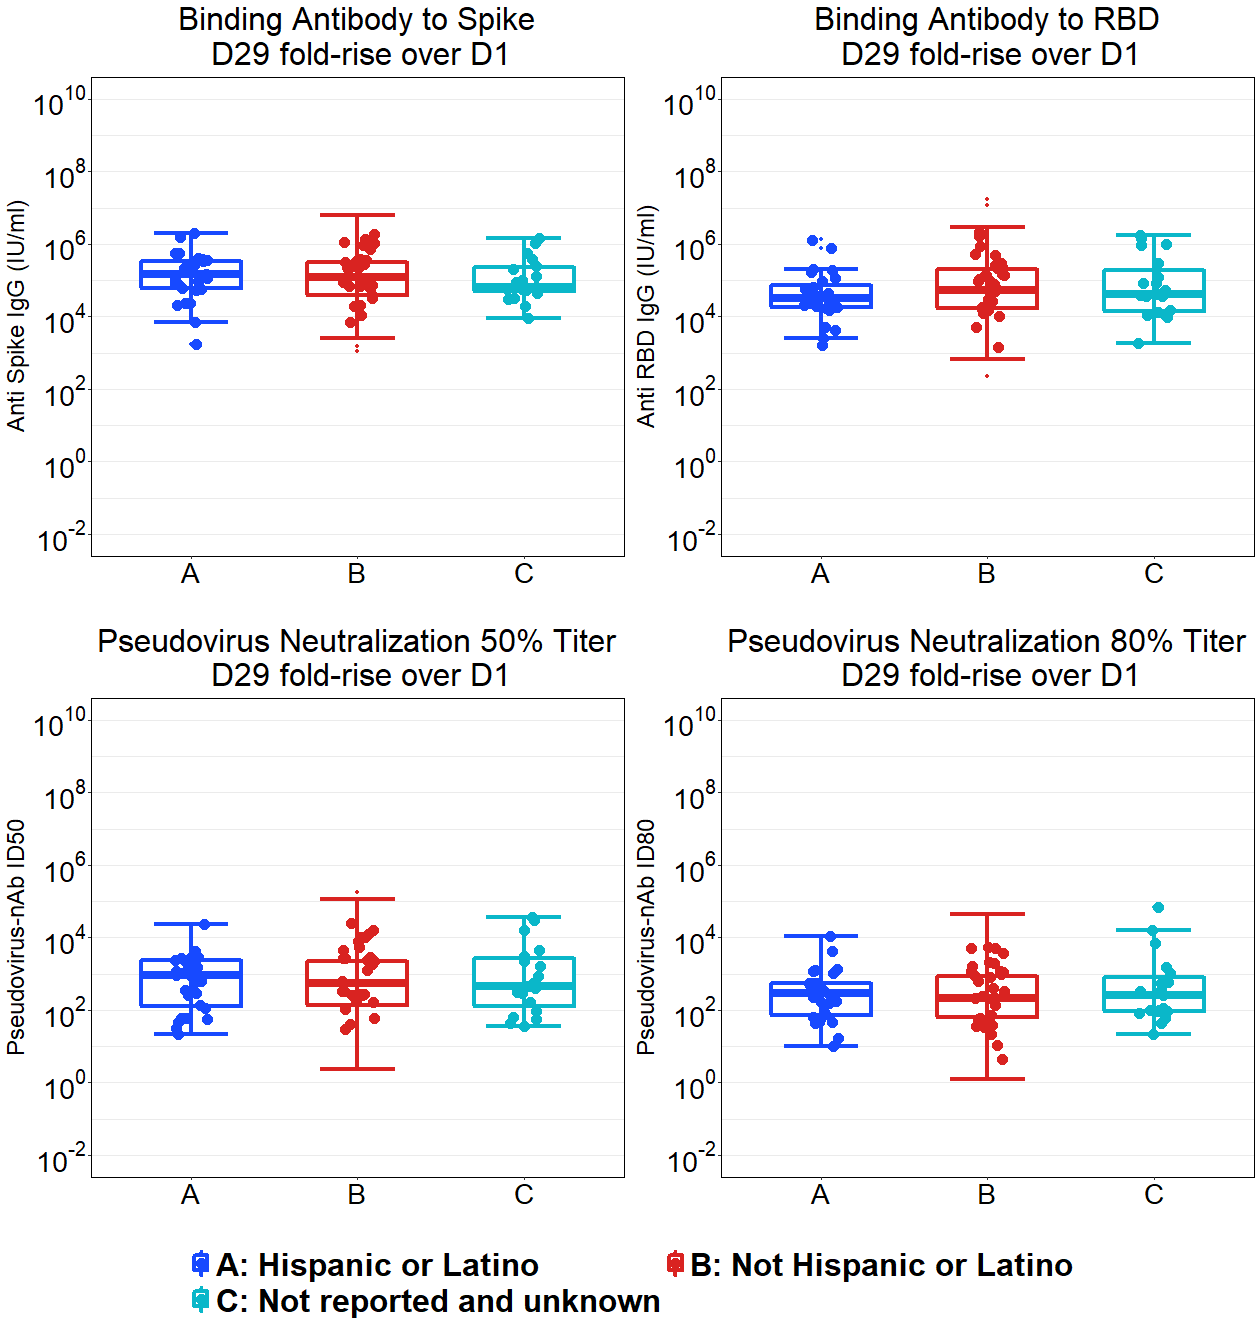 Binding Antibody to Spike
D29 fold-rise over D1
Anti Spike IgG (IU/ml)
10^10
10^8
10^6
10^4
10^2
10^0
10^-2
A B C
Binding Antibody to RBD
D29 fold-rise over D1
Anti RBD IgG (IU/ml)
10^10
10^8
10^6
10^4
10^2
10^0
10^-2
A B C
Pseudovirus Neutralization 50% Titer
D29 fold-rise over D1
Pseudovirus-nAb ID50
10^10
10^8
10^6
10^4
10^2
10^0
10^-2
A B C
Pseudovirus Neutralization 80% Titer
D29 fold-rise over D1
Pseudovirus-nAb ID80
10^10
10^8
10^6
10^4
10^2
10^0
10^-2
A B C
A: Hispanic or Latino
B: Not Hispanic or Latino
C: Not reported and unknown